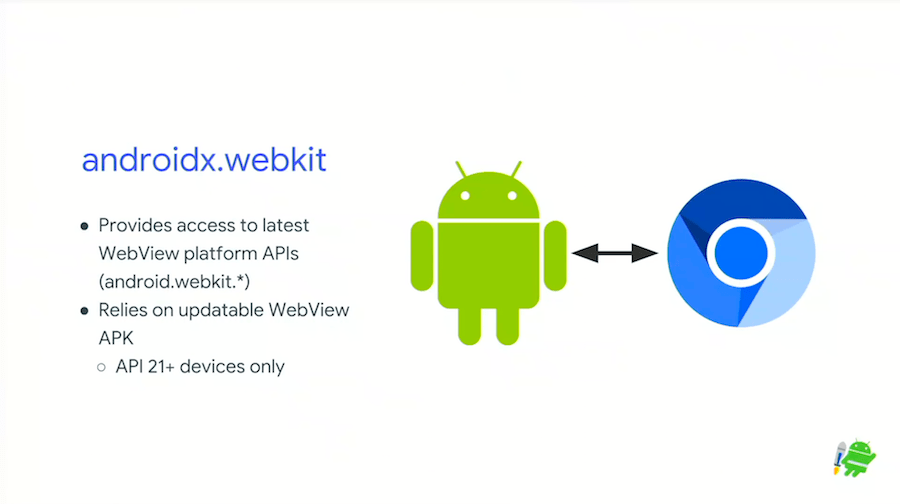 androidx.webkit
● Provides access to latest
WebView platform APIs
(android.webkit.*)
● Relies on updatable WebView
APK
○ API 21+ devices only